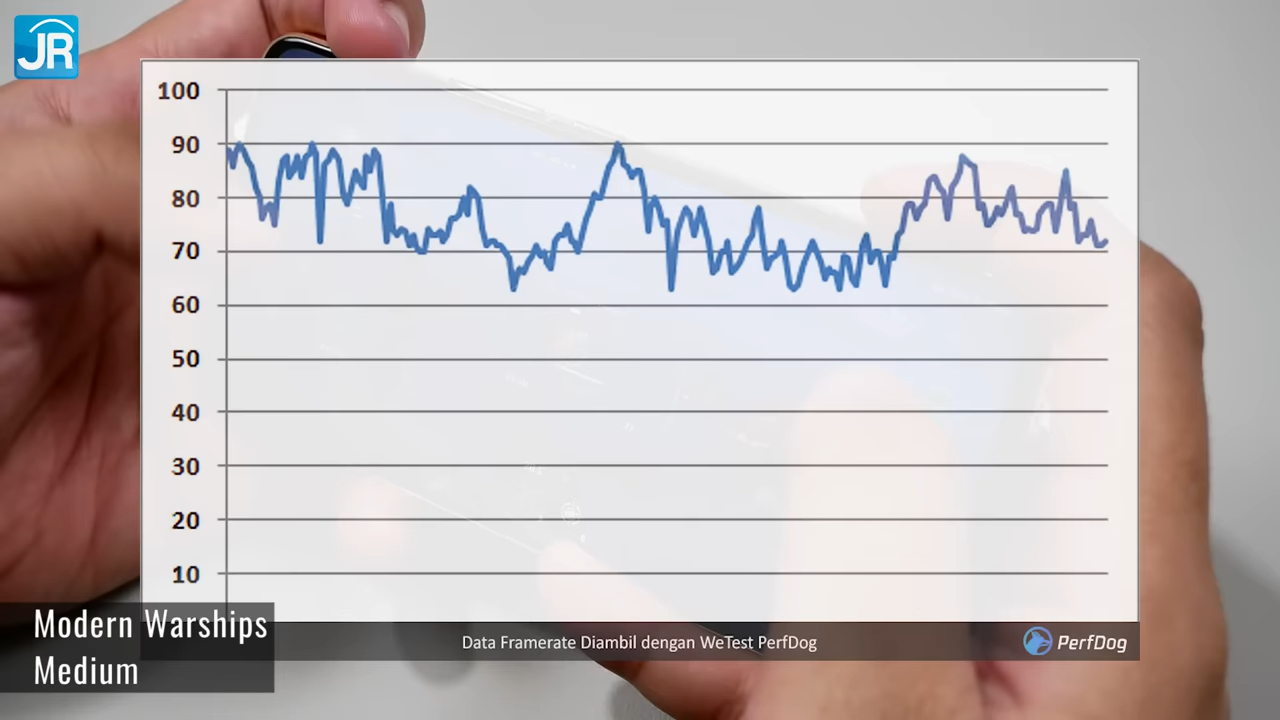 JR
100
90
80
70
60
50
40
30
20
10
Modern Warships
Medium
Data Framerate Diambil dengan WeTest PerfDog
PerfDog